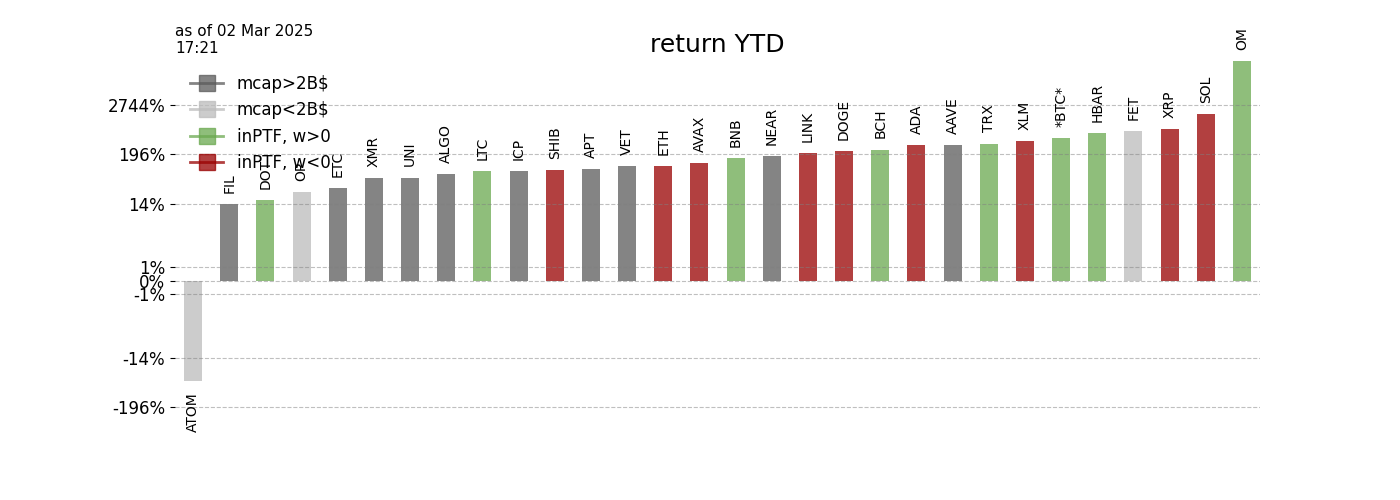 as of 02 Mar 2025
17:21
return YTD
mcap>2B$
mcap<2B$
inPTF, w>0
inPTF, w<0
2744%
196%
14%
1%
0%
-1%
-14%
-196%
ATOM
FIL
DOT
OP
ETC
XMR
UNI
ALGO
LTC
ICP
SHIB
APT
VET
ETH
AVAX
BNB
NEAR
LINK
DOGE
BCH
ADA
AAVE
TRX
XLM
*BTC*
HBAR
FET
XRP
SOL
OM